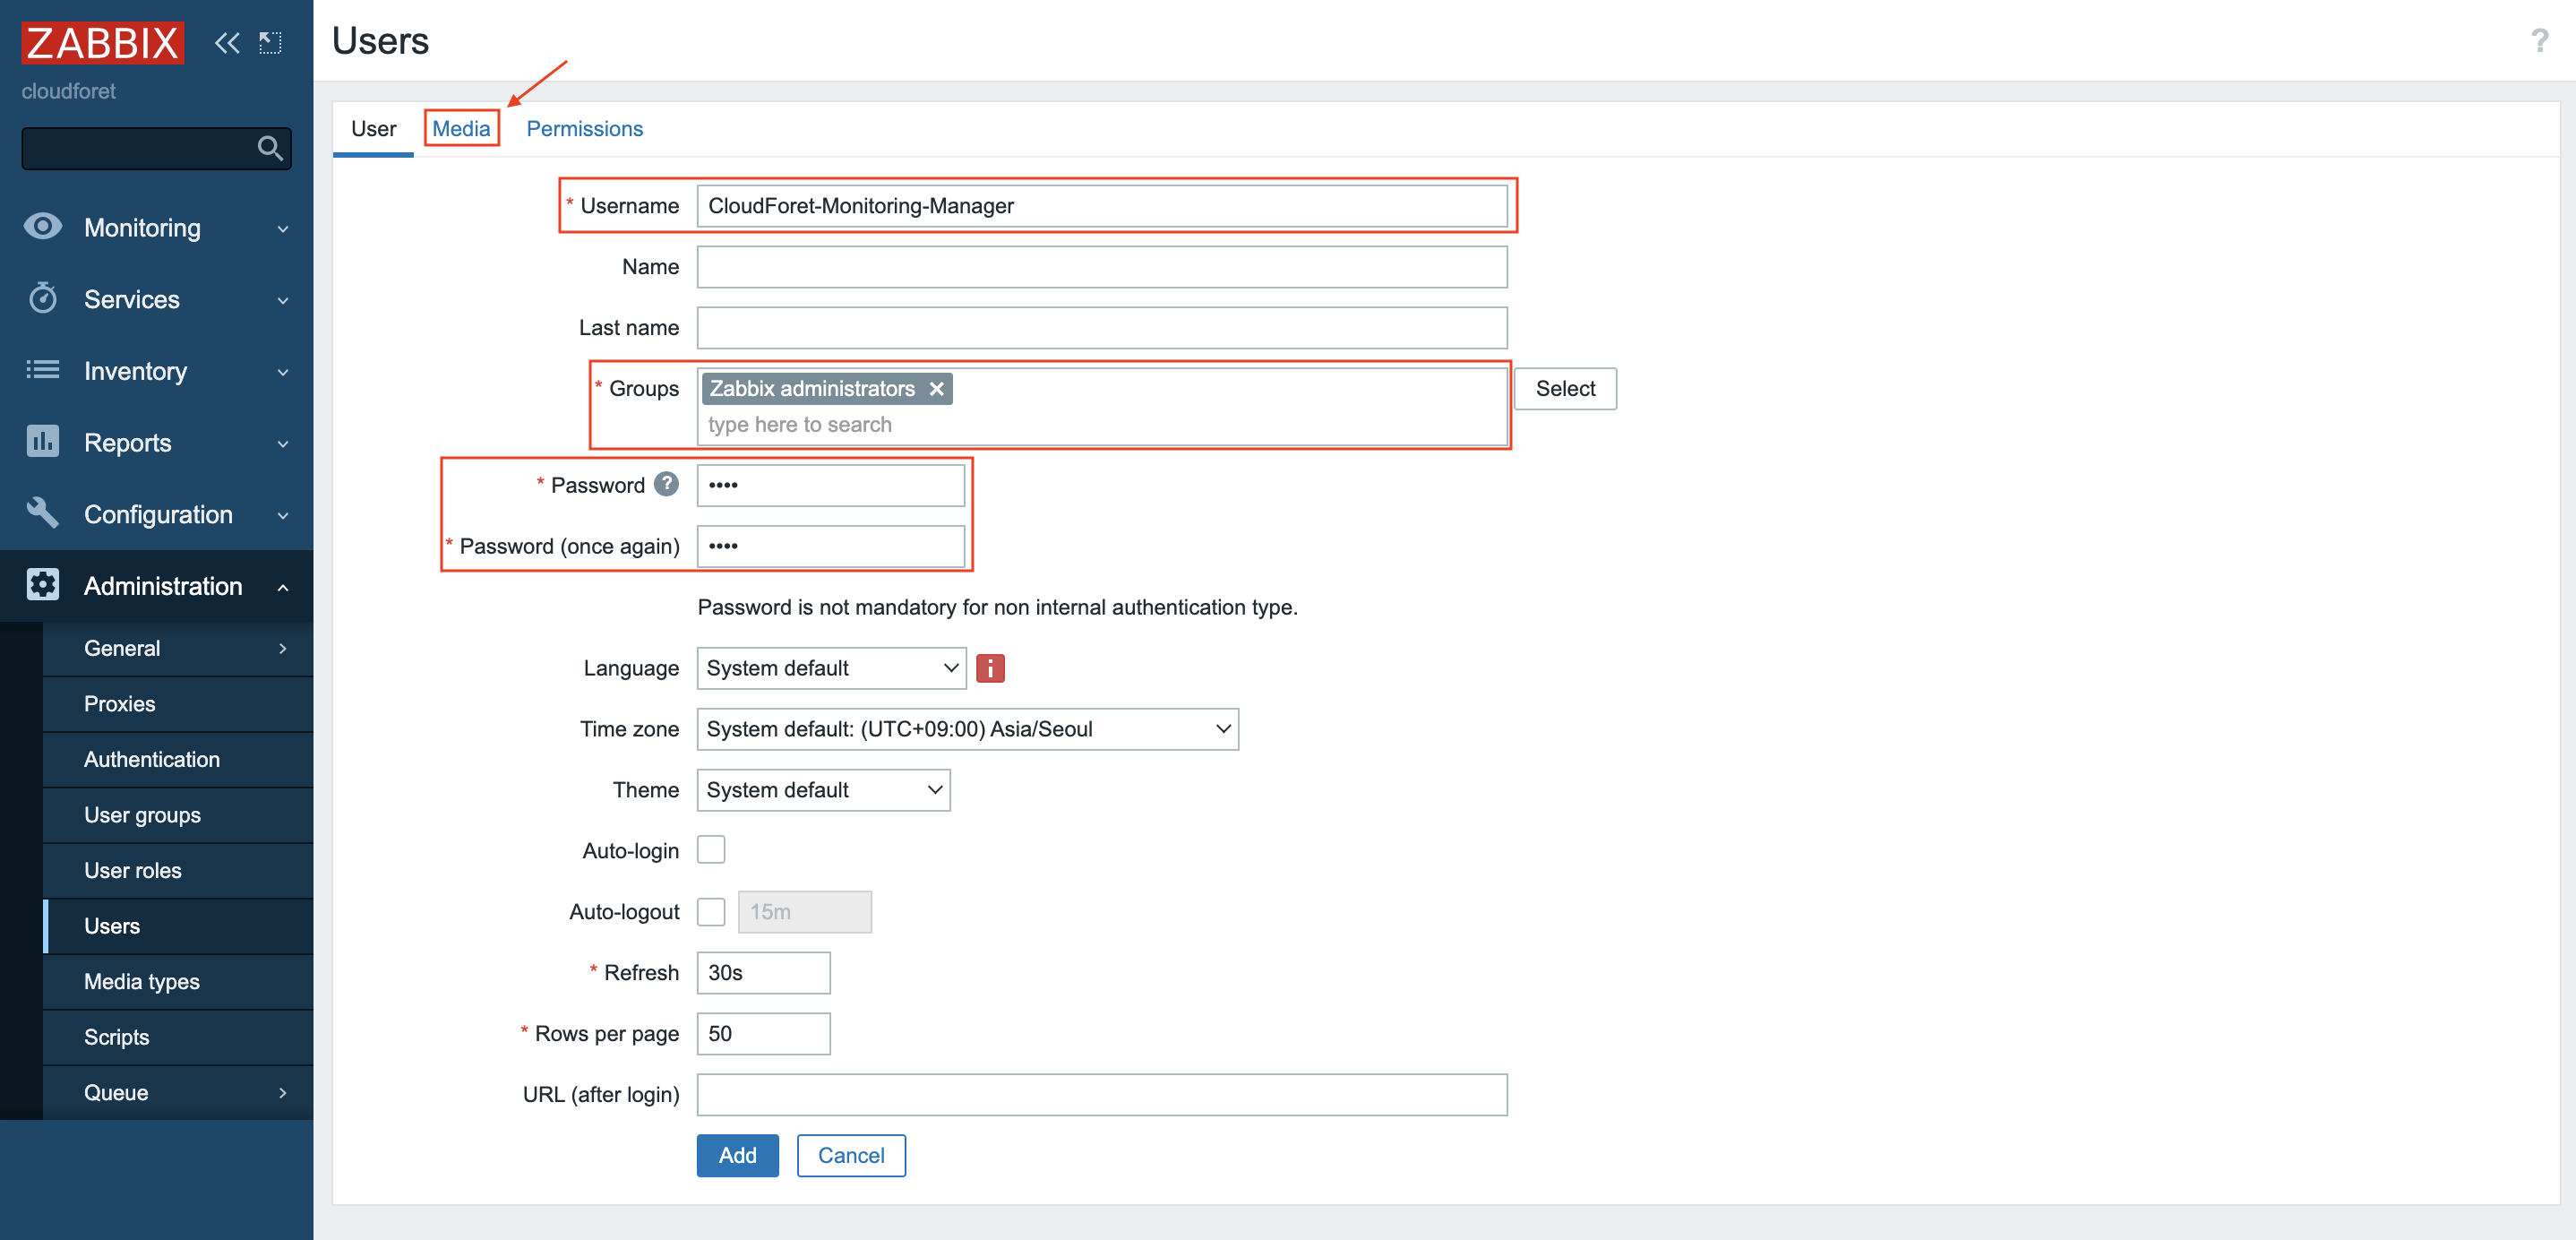 ZABBIX
cloudforet
Monitoring
Services
Inventory
Reports
Configuration
Administration
General
Proxies
Authentication
User groups
User roles
Users
Media types
Scripts
Queue
Users
?
User Media Permissions
* Username CloudForet-Monitoring-Manager
Name
Last name
* Groups Zabbix administrators Select
type here to search
* Password ? ••••
* Password (once again) ••••
Password is not mandatory for non internal authentication type.
Language System default i
Time zone System default: (UTC+09:00) Asia/Seoul
Theme System default
Auto-login
Auto-logout 15m
* Refresh 30s
* Rows per page 50
URL (after login)
Add Cancel